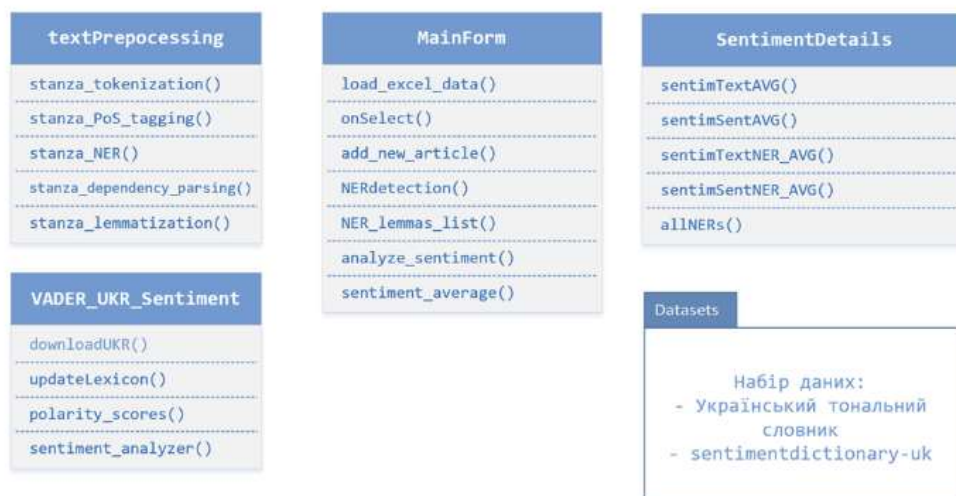 textPrepocessing
stanza_tokenization()
stanza_PoS_tagging()
stanza_NER()
stanza_dependency_parsing()
stanza_lemmatization()
VADER_UKR_Sentiment
downloadUKR()
updateLexicon()
polarity_scores()
sentiment_analyzer()
MainForm
load_excel_data()
onSelect()
add_new_article()
NERdetection()
NER_lemmas_list()
analyze_sentiment()
sentiment_average()
SentimentDetails
sentimTextAVG()
sentimSentAVG()
sentimTextNER_AVG()
sentimSentNER_AVG()
allNERs()
Datasets
Набір даних:
- Український тональний
словник
- sentimentdictionary-uk